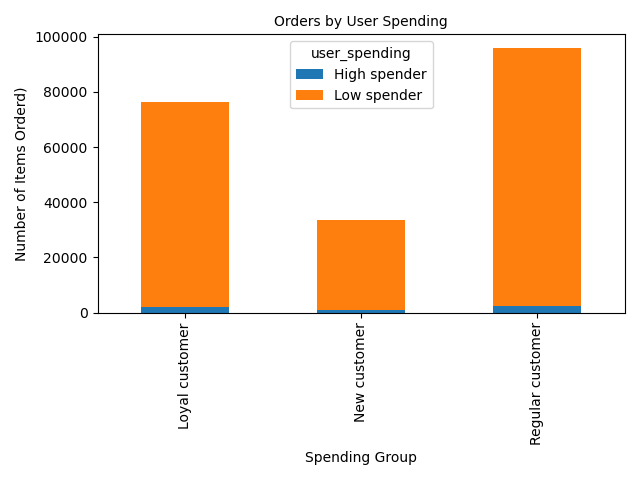 Orders by User Spending
user_spending
High spender
Low spender
Number of Items Orderd)
100000
80000
60000
40000
20000
0
Loyal customer
New customer
Regular customer
Spending Group